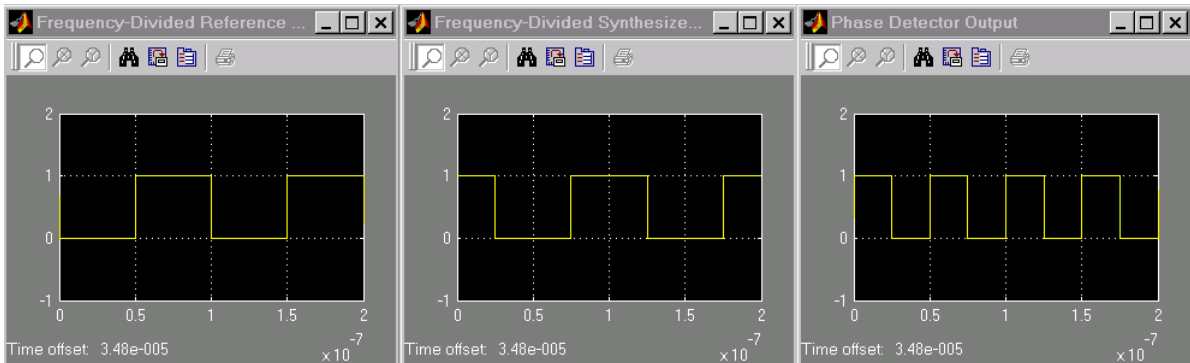 Frequency-Divided Reference ...
2
1
0
-1
0 0.5 1 1.5 2
Time offset: 3.48e-005
x 10^-7
Frequency-Divided Synthesize...
2
1
0
-1
0 0.5 1 1.5 2
Time offset: 3.48e-005
x 10^-7
Phase Detector Output
2
1
0
-1
0 0.5 1 1.5 2
Time offset: 3.48e-005
x 10^-7